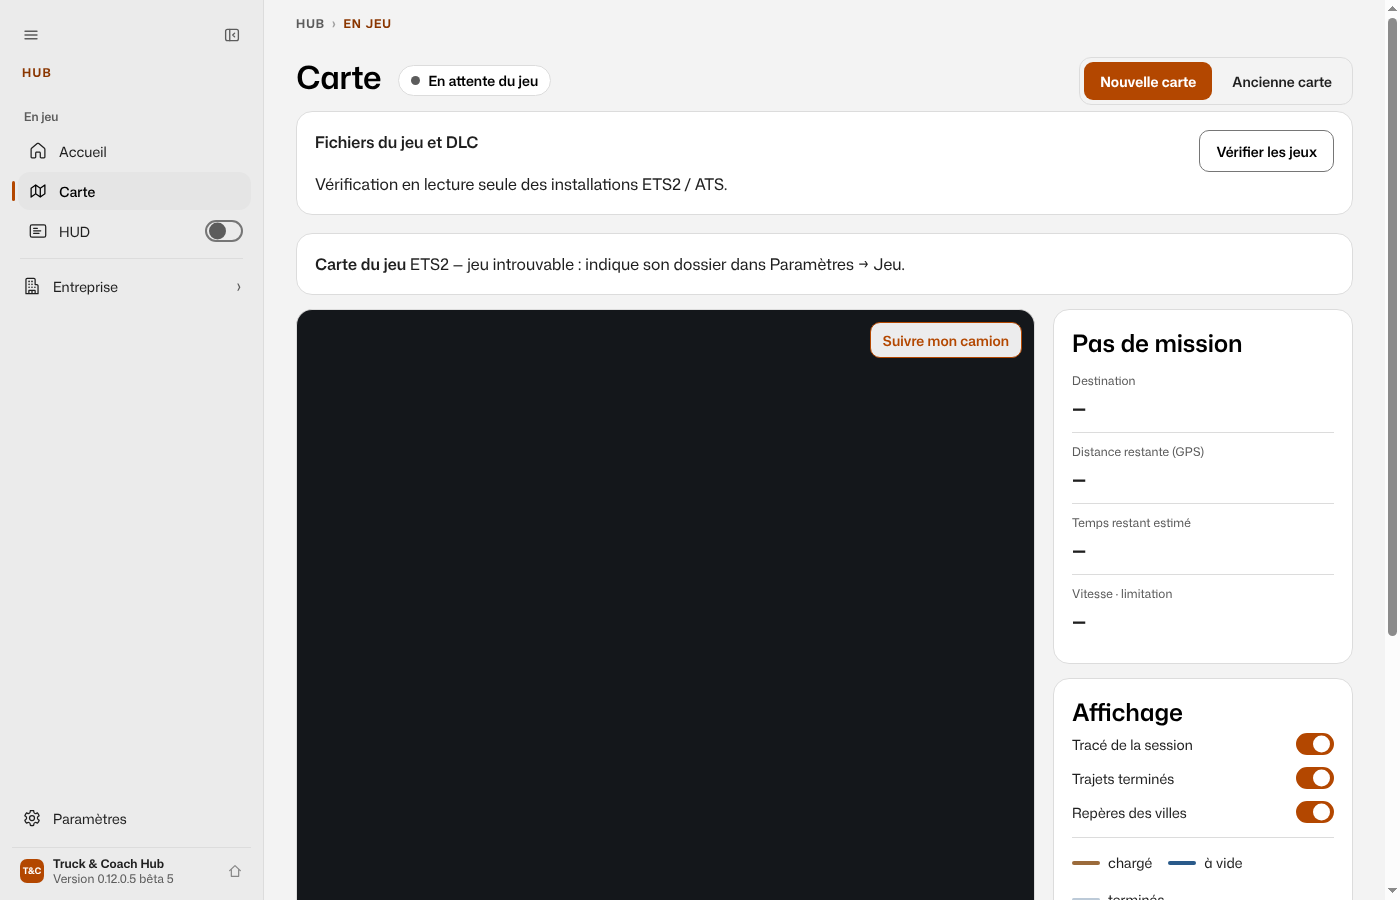 HUB
En jeu
Accueil
Carte
HUD
Entreprise
Paramètres
T&C
Truck & Coach Hub
Version 0.12.0.5 bêta 5
HUB › EN JEU
Carte
En attente du jeu
Nouvelle carte
Ancienne carte
Fichiers du jeu et DLC
Vérifier les jeux
Vérification en lecture seule des installations ETS2 / ATS.
Carte du jeu ETS2 — jeu introuvable : indique son dossier dans Paramètres → Jeu.
Suivre mon camion
Pas de mission
Destination
—
Distance restante (GPS)
—
Temps restant estimé
—
Vitesse · limitation
—
Affichage
Tracé de la session
Trajets terminés
Repères des villes
chargé
à vide
terminés